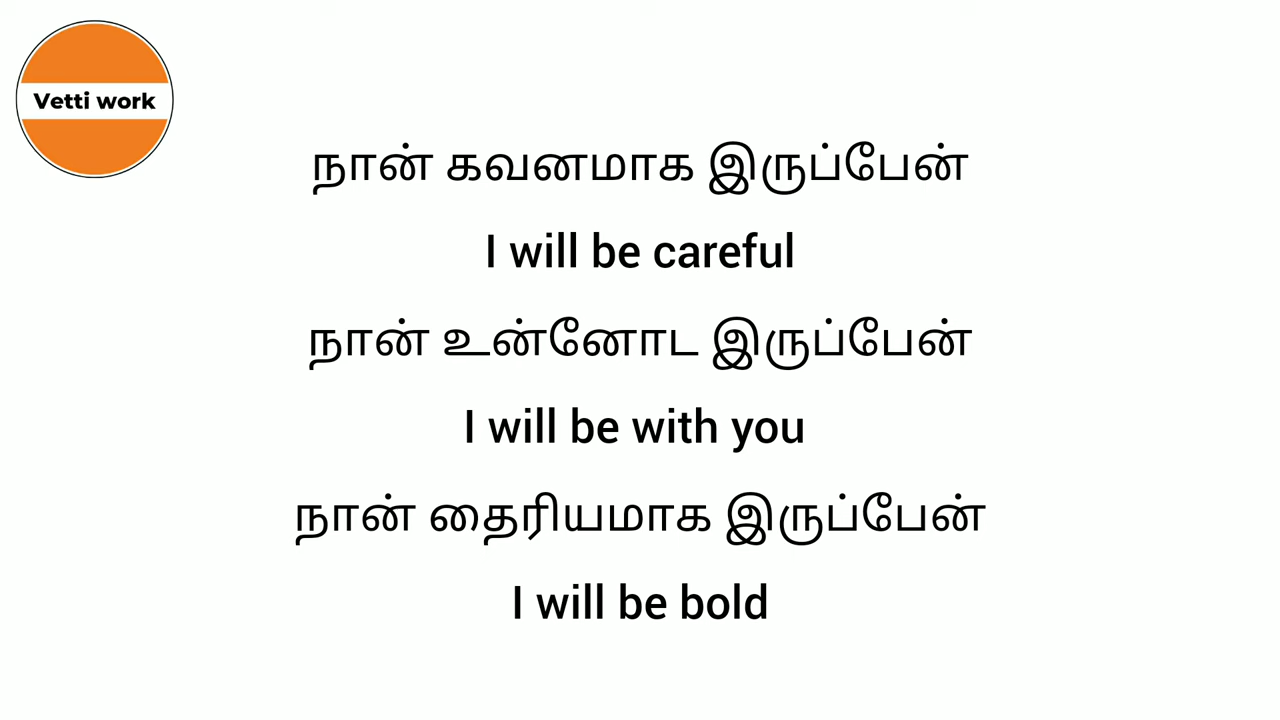 Vetti work
நான் கவனமாக இருப்பேன்
I will be careful
நான் உன்னோட இருப்பேன்
I will be with you
நான் தைரியமாக இருப்பேன்
I will be bold